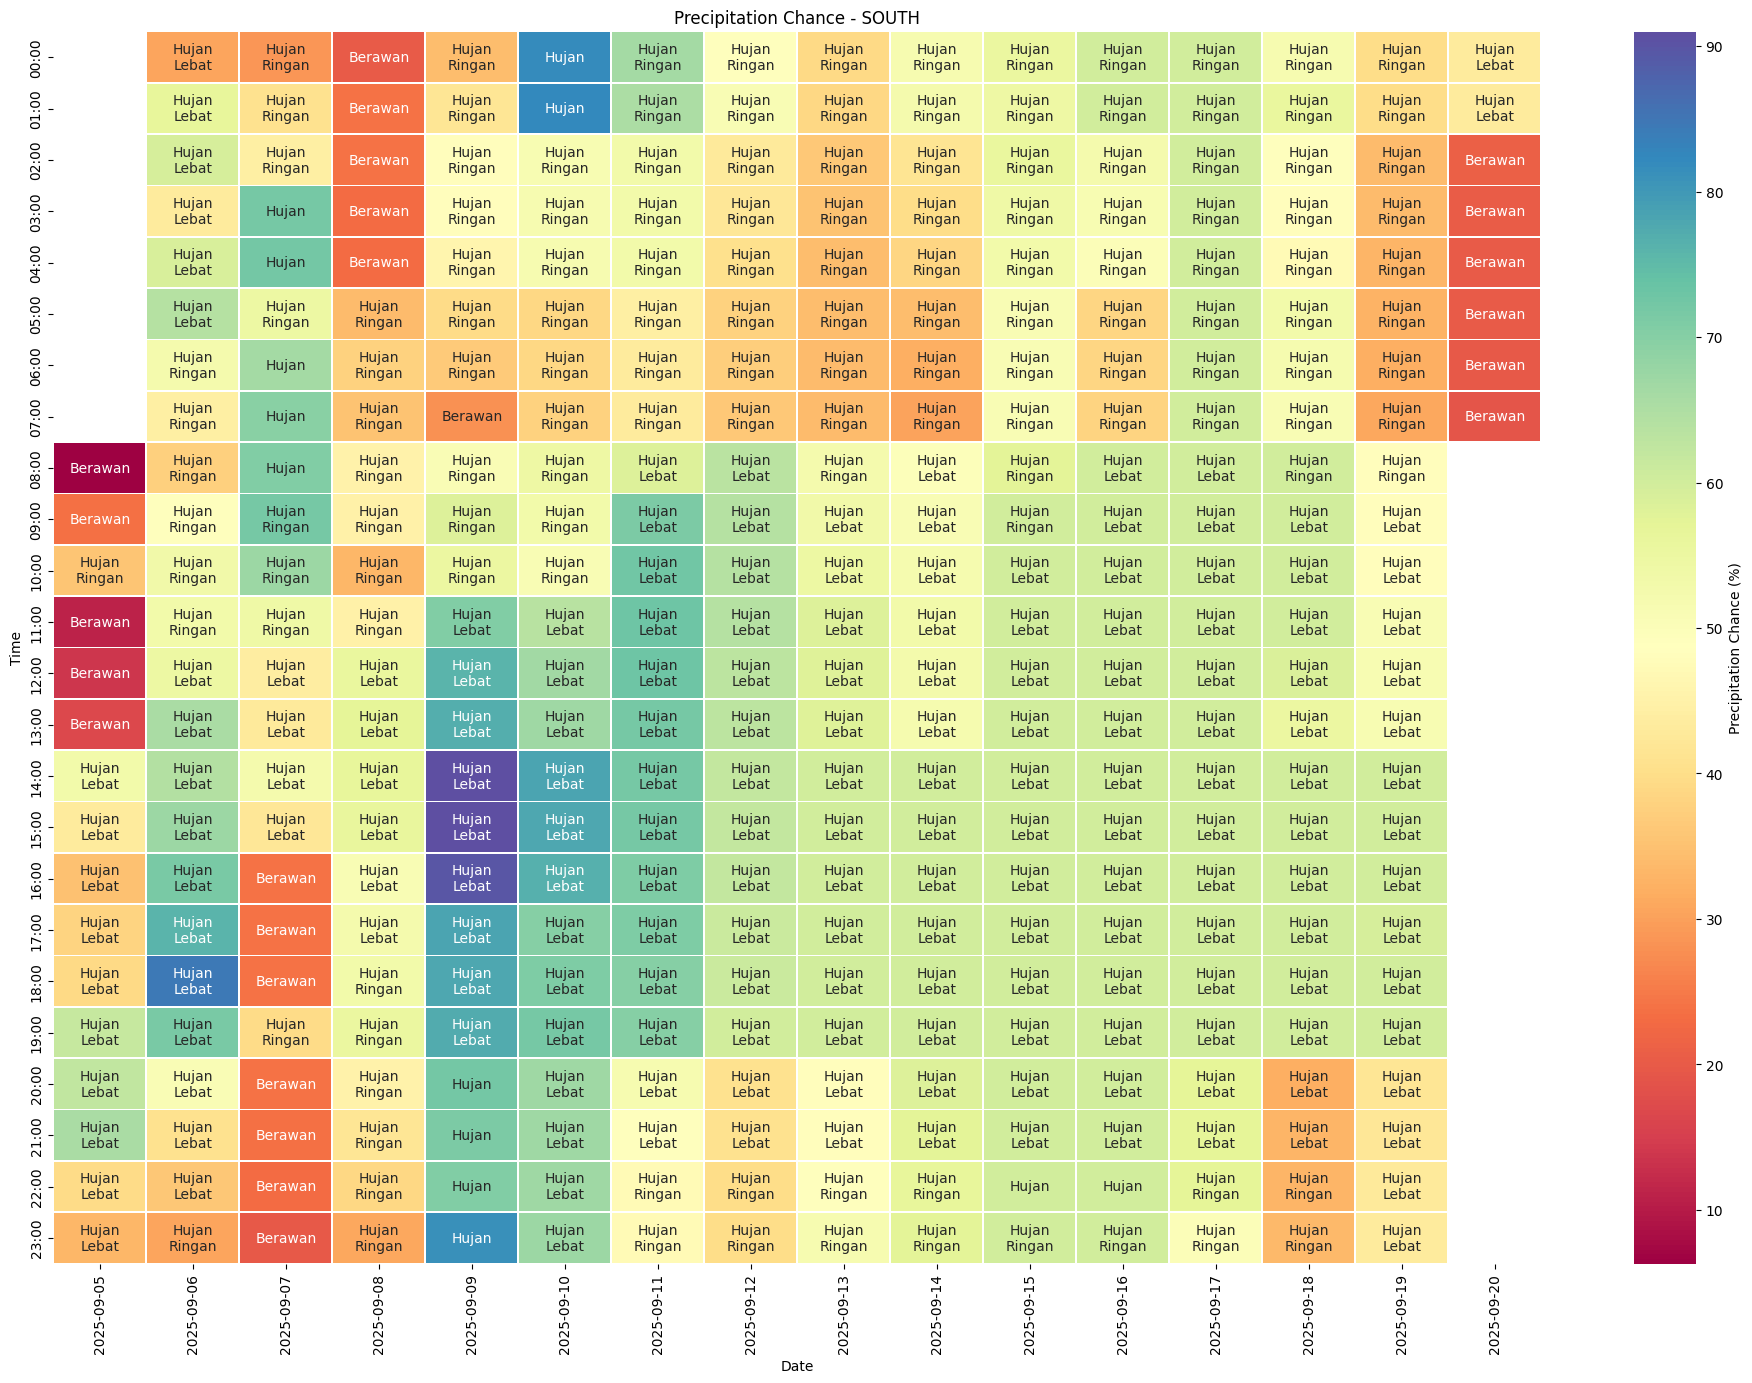 Precipitation Chance - SOUTH
00:00 Hujan Lebat Hujan Ringan Berawan Hujan Ringan Hujan Hujan Ringan Hujan Ringan Hujan Ringan Hujan Ringan Hujan Ringan Hujan Ringan Hujan Ringan Hujan Ringan Hujan Ringan Hujan Lebat
01:00 Hujan Lebat Hujan Ringan Berawan Hujan Ringan Hujan Hujan Ringan Hujan Ringan Hujan Ringan Hujan Ringan Hujan Ringan Hujan Ringan Hujan Ringan Hujan Ringan Hujan Ringan Hujan Lebat
02:00 Hujan Lebat Hujan Ringan Berawan Hujan Ringan Hujan Ringan Hujan Ringan Hujan Ringan Hujan Ringan Hujan Ringan Hujan Ringan Hujan Ringan Hujan Ringan Hujan Ringan Hujan Ringan Berawan
03:00 Hujan Lebat Hujan Berawan Hujan Ringan Hujan Ringan Hujan Ringan Hujan Ringan Hujan Ringan Hujan Ringan Hujan Ringan Hujan Ringan Hujan Ringan Hujan Ringan Hujan Ringan Berawan
04:00 Hujan Lebat Hujan Berawan Hujan Ringan Hujan Ringan Hujan Ringan Hujan Ringan Hujan Ringan Hujan Ringan Hujan Ringan Hujan Ringan Hujan Ringan Hujan Ringan Hujan Ringan Berawan
05:00 Hujan Lebat Hujan Ringan Hujan Ringan Hujan Ringan Hujan Ringan Hujan Ringan Hujan Ringan Hujan Ringan Hujan Ringan Hujan Ringan Hujan Ringan Hujan Ringan Hujan Ringan Hujan Ringan Berawan
06:00 Hujan Ringan Hujan Hujan Ringan Hujan Ringan Hujan Ringan Hujan Ringan Hujan Ringan Hujan Ringan Hujan Ringan Hujan Ringan Hujan Ringan Hujan Ringan Hujan Ringan Hujan Ringan Berawan
07:00 Hujan Ringan Hujan Hujan Ringan Berawan Hujan Ringan Hujan Ringan Hujan Ringan Hujan Ringan Hujan Ringan Hujan Ringan Hujan Ringan Hujan Ringan Hujan Ringan Hujan Ringan Berawan
08:00 Berawan Hujan Ringan Hujan Hujan Ringan Hujan Ringan Hujan Ringan Hujan Lebat Hujan Lebat Hujan Ringan Hujan Lebat Hujan Ringan Hujan Lebat Hujan Lebat Hujan Ringan Hujan Ringan
09:00 Berawan Hujan Ringan Hujan Ringan Hujan Ringan Hujan Ringan Hujan Ringan Hujan Lebat Hujan Lebat Hujan Lebat Hujan Lebat Hujan Ringan Hujan Lebat Hujan Lebat Hujan Lebat Hujan Lebat
10:00 Hujan Ringan Hujan Ringan Hujan Ringan Hujan Ringan Hujan Ringan Hujan Ringan Hujan Lebat Hujan Lebat Hujan Lebat Hujan Lebat Hujan Lebat Hujan Lebat Hujan Lebat Hujan Lebat Hujan Lebat
11:00 Berawan Hujan Ringan Hujan Ringan Hujan Ringan Hujan Lebat Hujan Lebat Hujan Lebat Hujan Lebat Hujan Lebat Hujan Lebat Hujan Lebat Hujan Lebat Hujan Lebat Hujan Lebat Hujan Lebat
12:00 Berawan Hujan Lebat Hujan Lebat Hujan Lebat Hujan Lebat Hujan Lebat Hujan Lebat Hujan Lebat Hujan Lebat Hujan Lebat Hujan Lebat Hujan Lebat Hujan Lebat Hujan Lebat Hujan Lebat
13:00 Berawan Hujan Lebat Hujan Lebat Hujan Lebat Hujan Lebat Hujan Lebat Hujan Lebat Hujan Lebat Hujan Lebat Hujan Lebat Hujan Lebat Hujan Lebat Hujan Lebat Hujan Lebat Hujan Lebat
14:00 Hujan Lebat Hujan Lebat Hujan Lebat Hujan Lebat Hujan Lebat Hujan Lebat Hujan Lebat Hujan Lebat Hujan Lebat Hujan Lebat Hujan Lebat Hujan Lebat Hujan Lebat Hujan Lebat Hujan Lebat
15:00 Hujan Lebat Hujan Lebat Hujan Lebat Hujan Lebat Hujan Lebat Hujan Lebat Hujan Lebat Hujan Lebat Hujan Lebat Hujan Lebat Hujan Lebat Hujan Lebat Hujan Lebat Hujan Lebat Hujan Lebat
16:00 Hujan Lebat Hujan Lebat Berawan Hujan Lebat Hujan Lebat Hujan Lebat Hujan Lebat Hujan Lebat Hujan Lebat Hujan Lebat Hujan Lebat Hujan Lebat Hujan Lebat Hujan Lebat Hujan Lebat
17:00 Hujan Lebat Hujan Lebat Berawan Hujan Lebat Hujan Lebat Hujan Lebat Hujan Lebat Hujan Lebat Hujan Lebat Hujan Lebat Hujan Lebat Hujan Lebat Hujan Lebat Hujan Lebat Hujan Lebat
18:00 Hujan Lebat Hujan Lebat Berawan Hujan Ringan Hujan Lebat Hujan Lebat Hujan Lebat Hujan Lebat Hujan Lebat Hujan Lebat Hujan Lebat Hujan Lebat Hujan Lebat Hujan Lebat Hujan Lebat
19:00 Hujan Lebat Hujan Lebat Hujan Ringan Hujan Ringan Hujan Lebat Hujan Lebat Hujan Lebat Hujan Lebat Hujan Lebat Hujan Lebat Hujan Lebat Hujan Lebat Hujan Lebat Hujan Lebat Hujan Lebat
20:00 Hujan Lebat Hujan Lebat Berawan Hujan Ringan Hujan Hujan Lebat Hujan Lebat Hujan Lebat Hujan Lebat Hujan Lebat Hujan Lebat Hujan Lebat Hujan Lebat Hujan Lebat Hujan Lebat
21:00 Hujan Lebat Hujan Lebat Berawan Hujan Ringan Hujan Hujan Lebat Hujan Lebat Hujan Lebat Hujan Lebat Hujan Lebat Hujan Lebat Hujan Lebat Hujan Lebat Hujan Lebat Hujan Lebat
22:00 Hujan Lebat Hujan Lebat Berawan Hujan Ringan Hujan Hujan Lebat Hujan Ringan Hujan Ringan Hujan Ringan Hujan Ringan Hujan Hujan Hujan Ringan Hujan Ringan Hujan Lebat
23:00 Hujan Lebat Hujan Ringan Berawan Hujan Ringan Hujan Hujan Lebat Hujan Ringan Hujan Ringan Hujan Ringan Hujan Ringan Hujan Ringan Hujan Ringan Hujan Ringan Hujan Ringan Hujan Lebat
Time
2025-09-05 2025-09-06 2025-09-07 2025-09-08 2025-09-09 2025-09-10 2025-09-11 2025-09-12 2025-09-13 2025-09-14 2025-09-15 2025-09-16 2025-09-17 2025-09-18 2025-09-19 2025-09-20
Date
90
80
70
60
50
40
30
20
10
Precipitation Chance (%)